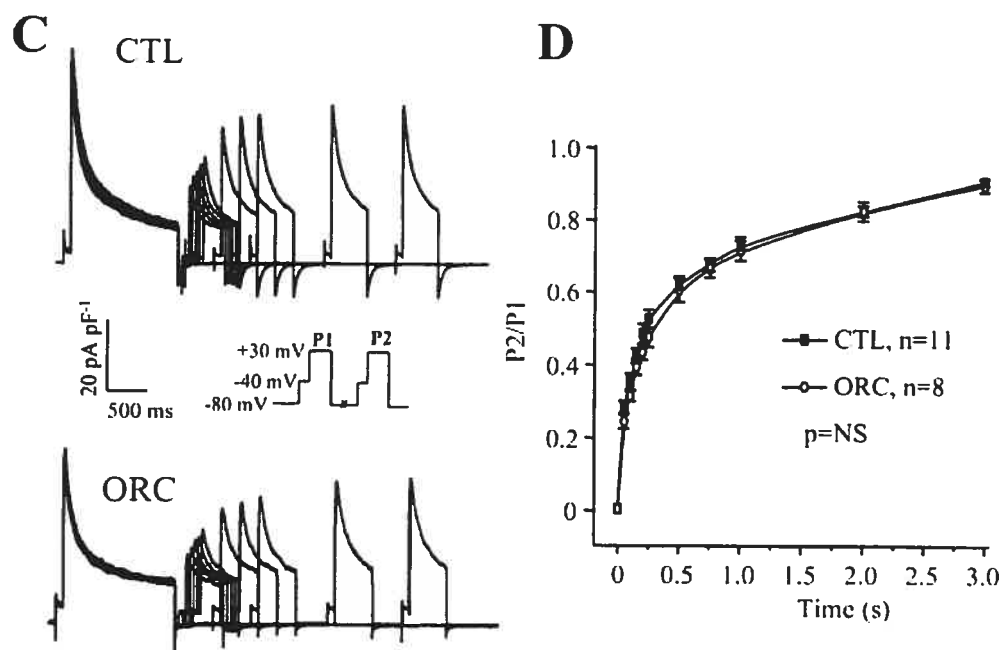 C
CTL
20 pA pF⁻¹
500 ms
P1
P2
+30 mV
-40 mV
-80 mV
ORC
D
P2/P1
1.0
0.8
0.6
0.4
0.2
0
CTL, n=11
ORC, n=8
p=NS
0 0.5 1.0 1.5 2.0 2.5 3.0
Time (s)